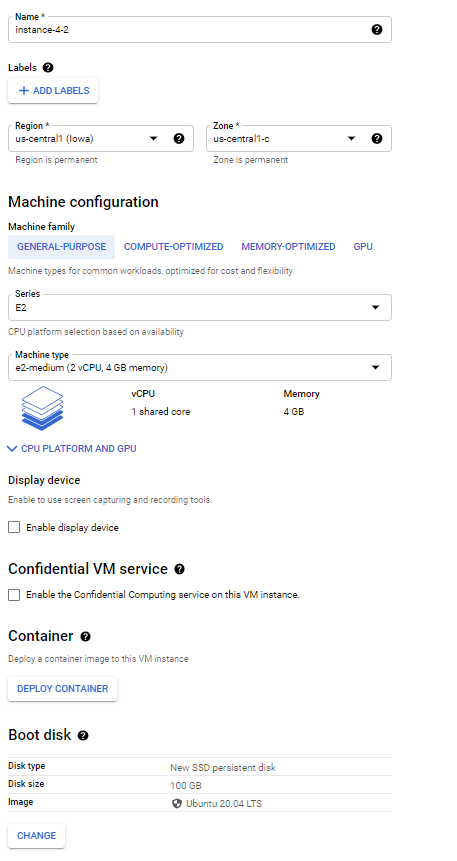 Name *
instance-4-2
Labels
+ ADD LABELS
Region *
us-central1 (Iowa)
Region is permanent
Zone *
us-central1-c
Zone is permanent
Machine configuration
Machine family
GENERAL-PURPOSE COMPUTE-OPTIMIZED MEMORY-OPTIMIZED GPU
Machine types for common workloads, optimized for cost and flexibility
Series
E2
CPU platform selection based on availability
Machine type
e2-medium (2 vCPU, 4 GB memory)
vCPU Memory
1 shared core 4 GB
CPU PLATFORM AND GPU
Display device
Enable to use screen capturing and recording tools.
Enable display device
Confidential VM service
Enable the Confidential Computing service on this VM instance.
Container
Deploy a container image to this VM instance
DEPLOY CONTAINER
Boot disk
Disk type New SSD persistent disk
Disk size 100 GB
Image Ubuntu 20.04 LTS
CHANGE